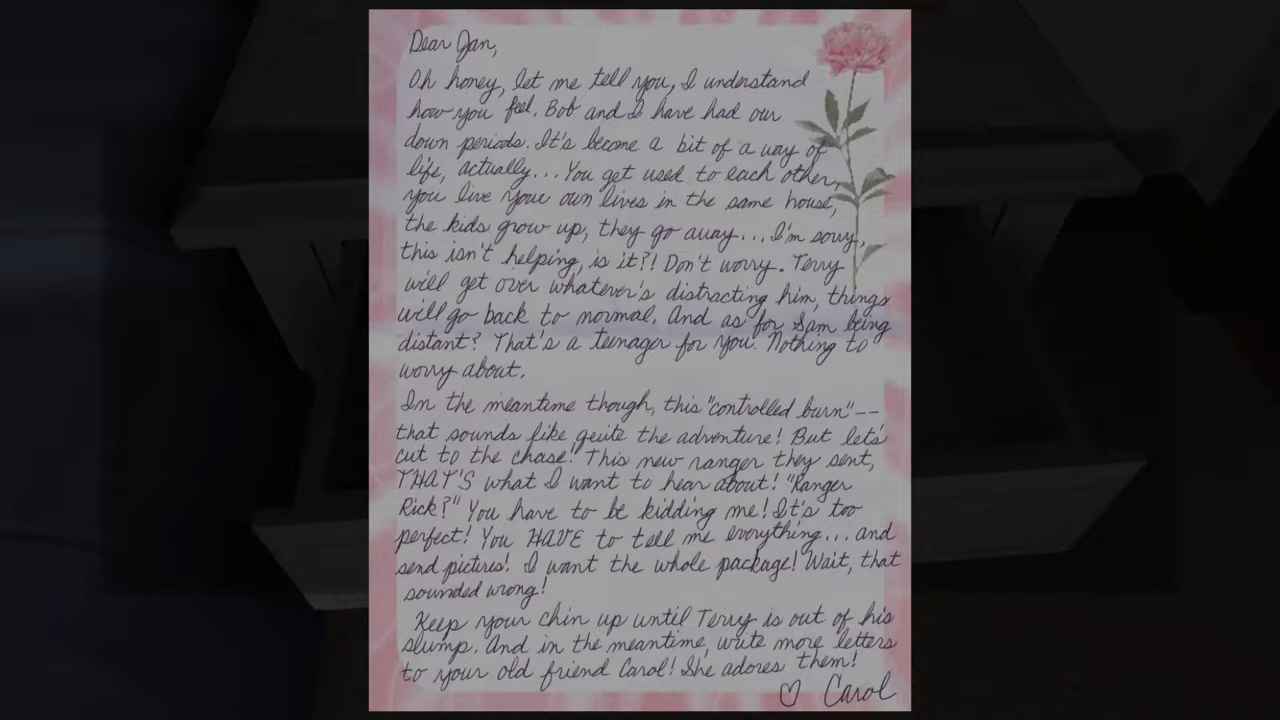 Dear Jan,
Oh honey, let me tell you, I understand
how you feel. Bob and I have had our
down periods. It's become a bit of a way of
life, actually... You get used to each other,
you live your own lives in the same house,
the kids grow up, they go away... I'm sorry,
this isn't helping, is it?! Don't worry. Terry
will get over whatever's distracting him, things
will go back to normal. And as for Sam being
distant? That's a teenager for you. Nothing to
worry about.
In the meantime though, this "controlled burn"--
that sounds like quite the adventure! But let's
cut to the chase! This new ranger they sent,
THAT'S what I want to hear about! "Ranger
Rick?" You have to be kidding me! It's too
perfect! You HAVE to tell me everything... and
send pictures! I want the whole package! Wait, that
sounded wrong!
Keep your chin up until Terry is out of his
slump. And in the meantime, write more letters
to your old friend Carol! She adores them!
♡ Carol